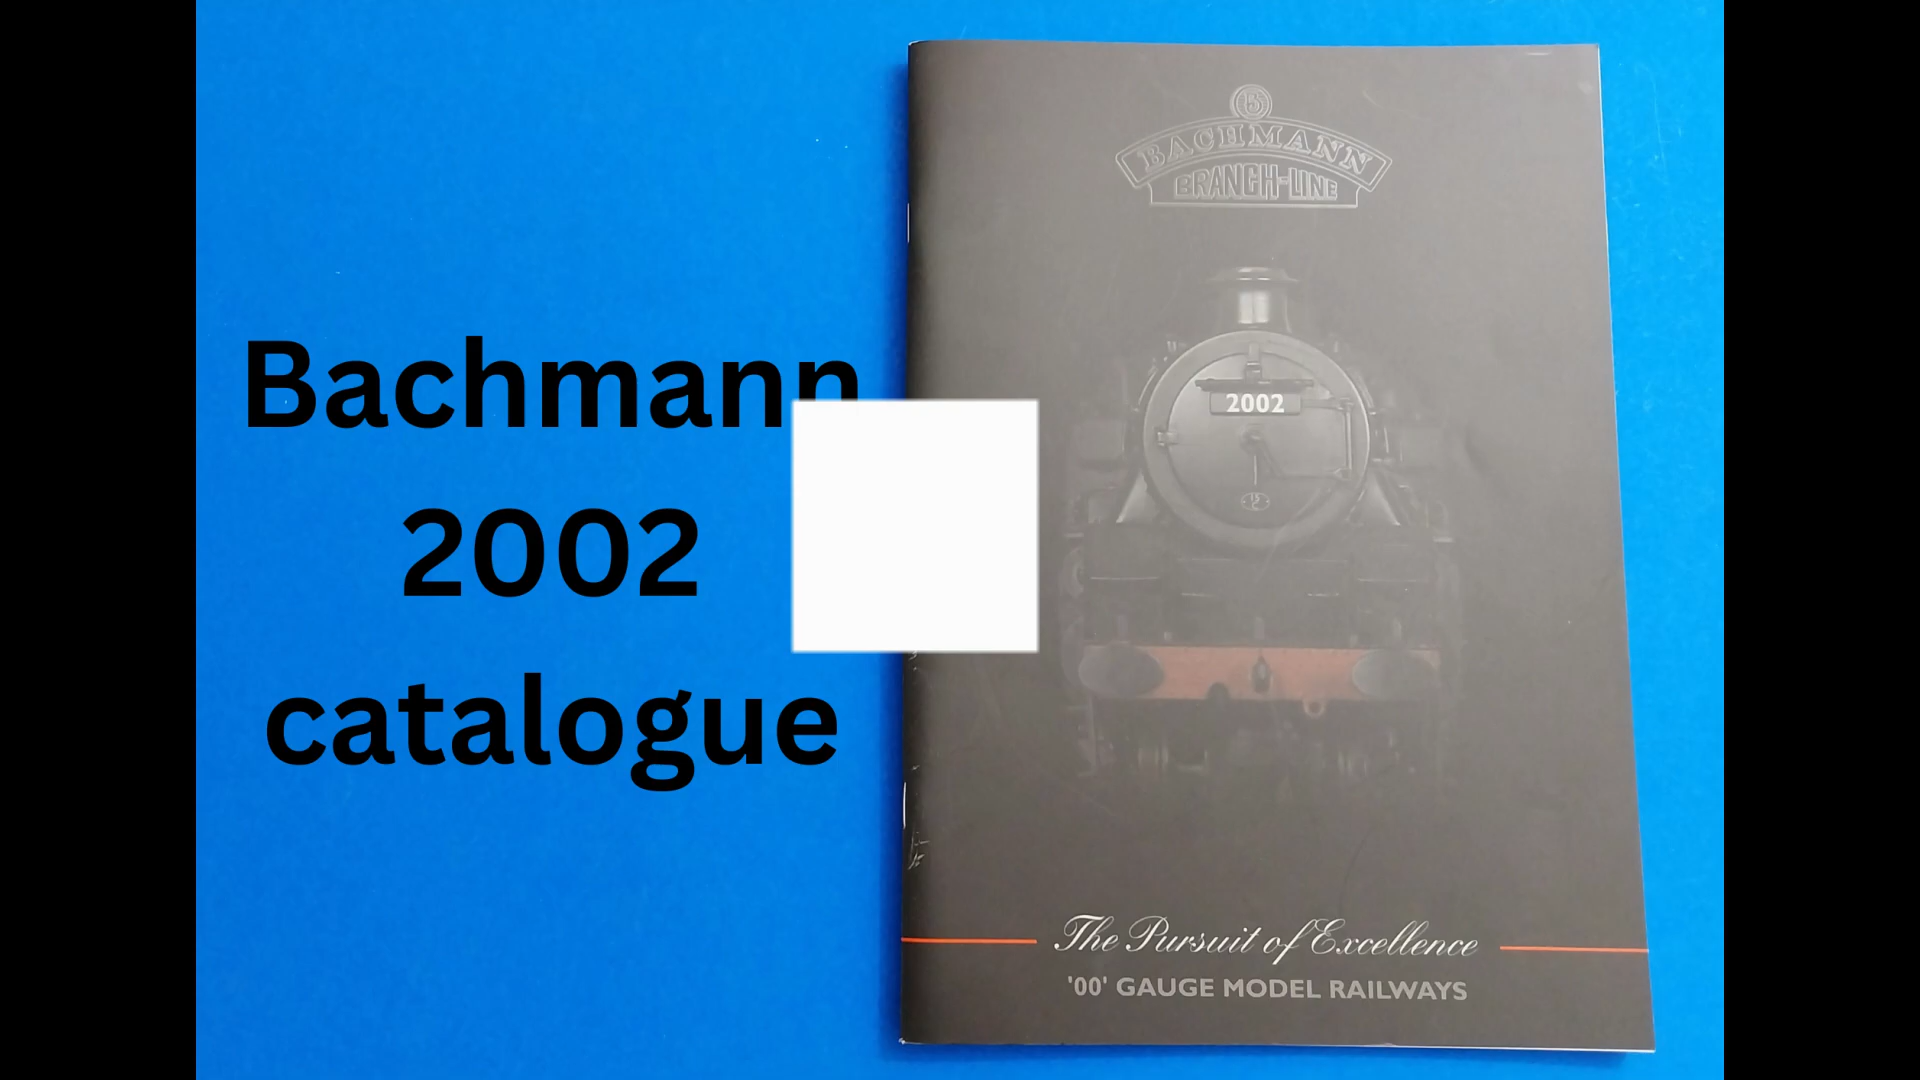 Bachmann
2002
catalogue
BACHMANN
BRANCH-LINE
2002
The Pursuit of Excellence
'00' GAUGE MODEL RAILWAYS